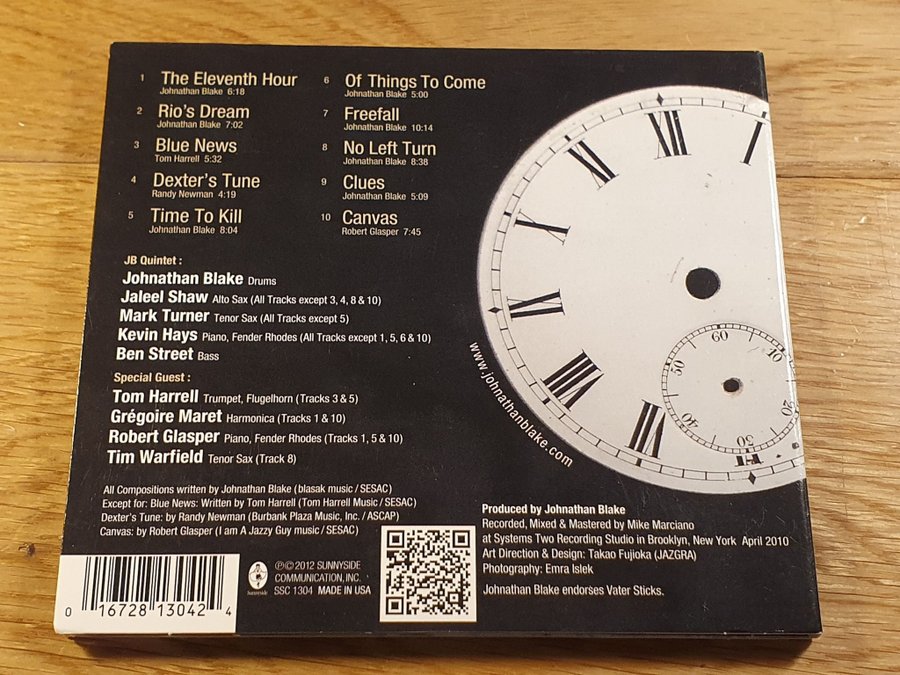 1 The Eleventh Hour
Johnathan Blake 6:18
2 Rio's Dream
Johnathan Blake 7:02
3 Blue News
Tom Harrell 5:32
4 Dexter's Tune
Randy Newman 4:19
5 Time To Kill
Johnathan Blake 8:04
6 Of Things To Come
Johnathan Blake 5:00
7 Freefall
Johnathan Blake 10:14
8 No Left Turn
Johnathan Blake 8:38
9 Clues
Johnathan Blake 5:09
10 Canvas
Robert Glasper 7:45
JB Quintet :
Johnathan Blake Drums
Jaleel Shaw Alto Sax (All Tracks except 3, 4, 8 & 10)
Mark Turner Tenor Sax (All Tracks except 5)
Kevin Hays Piano, Fender Rhodes (All Tracks except 1, 5, 6 & 10)
Ben Street Bass
Special Guest :
Tom Harrell Trumpet, Flugelhorn (Tracks 3 & 5)
Grégoire Maret Harmonica (Tracks 1 & 10)
Robert Glasper Piano, Fender Rhodes (Tracks 1, 5 & 10)
Tim Warfield Tenor Sax (Track 8)
All Compositions written by Johnathan Blake (blasak music / SESAC)
Except for: Blue News: Written by Tom Harrell (Tom Harrell Music / SESAC)
Dexter's Tune: by Randy Newman (Burbank Plaza Music, Inc. / ASCAP)
Canvas: by Robert Glasper (I am A Jazzy Guy music / SESAC)
0 16728 13042 4
Sunnyside
℗©2012 SUNNYSIDE
COMMUNICATION, INC.
SSC 1304 MADE IN USA
www.johnathanblake.com
XII
I
XI
X
IX
VIII
VII
60
10
20
50
40
30
Produced by Johnathan Blake
Recorded, Mixed & Mastered by Mike Marciano
at Systems Two Recording Studio in Brooklyn, New York April 2010
Art Direction & Design: Takao Fujioka (JAZGRA)
Photography: Emra Islek
Johnathan Blake endorses Vater Sticks.